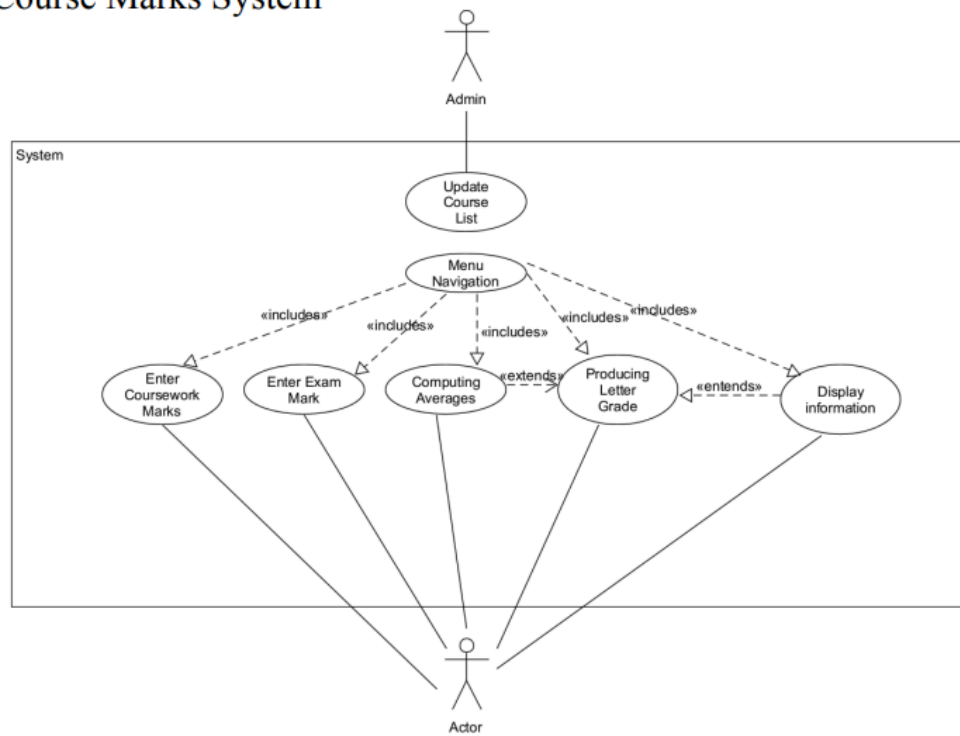 Course Marks System
Admin
System
Update
Course
List
Menu
Navigation
«includes»
«includes»
«includes»
«includes»
«includes»
Enter
Coursework
Marks
Enter Exam
Mark
Computing
Averages
«extends»
Producing
Letter
Grade
«entends»
Display
information
Actor